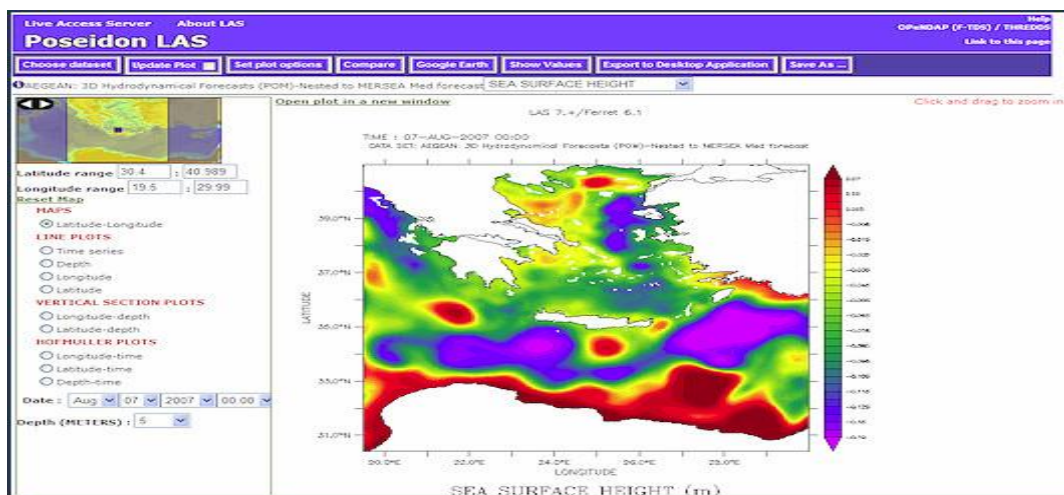 Live Access Server About LAS
Help
OPeNDAP (F-TDS) / THREDDS
Poseidon LAS
Link to this page
Choose dataset Update Plot Set plot options Compare Google Earth Show Values Export to Desktop Application Save As ...
AEGEAN: 3D Hydrodynamical Forecasts (POM)-Nested to MERSEA Med forecast SEA SURFACE HEIGHT
Open plot in a new window
Click and drag to zoom in
LAS 7.+/Ferret 6.1
TIME : 07-AUG-2007 00:00
DATA SET: AEGEAN: 3D Hydrodynamical Forecasts (POM)-Nested to MERSEA Med forecast
Latitude range 30.4 : 40.989
Longitude range 19.5 : 29.99
Reset Map
MAPS
Latitude-Longitude
LINE PLOTS
Time series
Depth
Longitude
Latitude
VERTICAL SECTION PLOTS
Longitude-depth
Latitude-depth
HOFMULLER PLOTS
Longitude-time
Latitude-time
Depth-time
Date : Aug 07 2007 00:00
Depth (METERS) : 5
LATITUDE
39.0°N
37.0°N
33.0°N
31.0°N
20.0°E 22.0°E 24.0°E 26.0°E 28.0°E
LONGITUDE
SEA SURFACE HEIGHT (m)